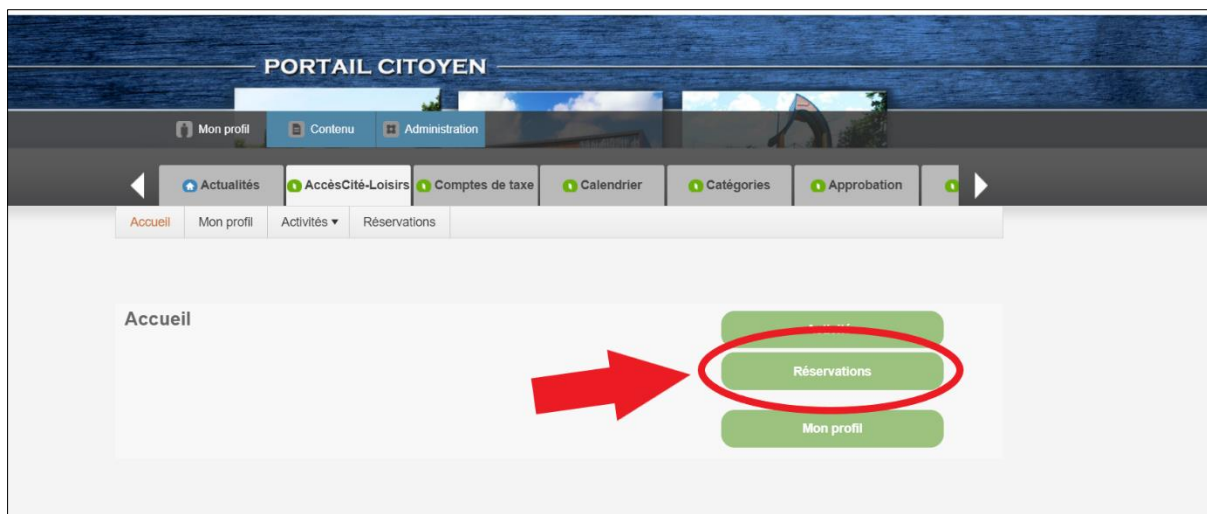 PORTAIL CITOYEN
Mon profil Contenu Administration
Actualités AccèsCité-Loisirs Comptes de taxe Calendrier Catégories Approbation
Accueil Mon profil Activités ▾ Réservations
Accueil
Réservations
Mon profil